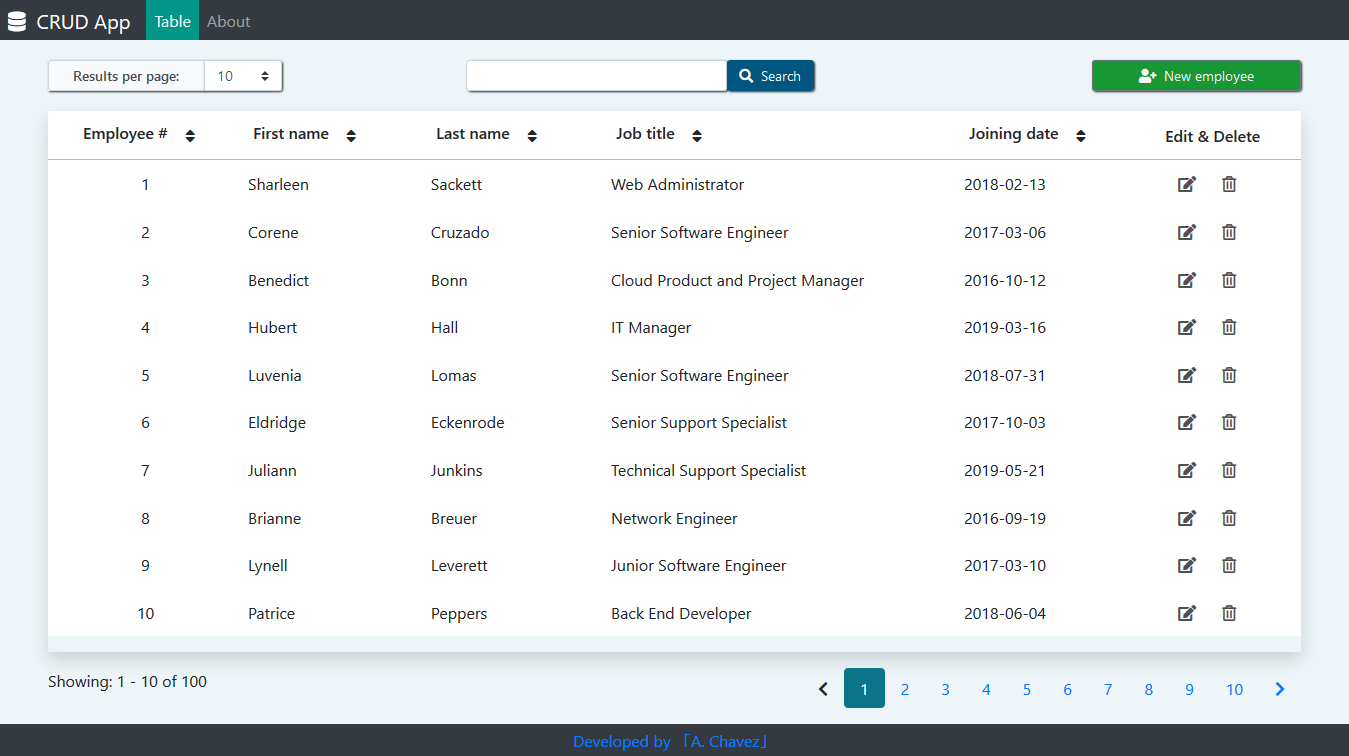 CRUD App Table About
Results per page: 10 Search New employee
Employee # First name Last name Job title Joining date Edit & Delete
1 Sharleen Sackett Web Administrator 2018-02-13
2 Corene Cruzado Senior Software Engineer 2017-03-06
3 Benedict Bonn Cloud Product and Project Manager 2016-10-12
4 Hubert Hall IT Manager 2019-03-16
5 Luvenia Lomas Senior Software Engineer 2018-07-31
6 Eldridge Eckenrode Senior Support Specialist 2017-10-03
7 Juliann Junkins Technical Support Specialist 2019-05-21
8 Brianne Breuer Network Engineer 2016-09-19
9 Lynell Leverett Junior Software Engineer 2017-03-10
10 Patrice Peppers Back End Developer 2018-06-04
Showing: 1 - 10 of 100
1 2 3 4 5 6 7 8 9 10
Developed by 「A. Chavez」